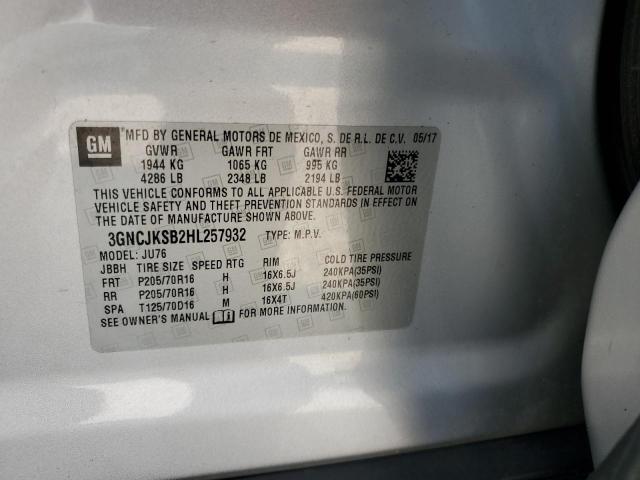 GM
MFD BY GENERAL MOTORS DE MEXICO, S. DE R.L. DE C.V. 05/17
GVWR GAWR FRT GAWR RR
1944 KG 1065 KG 995 KG
4286 LB 2348 LB 2194 LB
THIS VEHICLE CONFORMS TO ALL APPLICABLE U.S. FEDERAL MOTOR
VEHICLE SAFETY AND THEFT PREVENTION STANDARDS IN EFFECT ON THE
DATE OF MANUFACTURE SHOWN ABOVE.
3GNCJKSB2HL257932 TYPE: M.P.V.
MODEL: JU76
JBBH TIRE SIZE SPEED RTG RIM COLD TIRE PRESSURE
FRT P205/70R16 H 16X6.5J 240KPA(35PSI)
RR P205/70R16 H 16X6.5J 240KPA(35PSI)
SPA T125/70D16 M 16X4T 420KPA(60PSI)
SEE OWNER'S MANUAL FOR MORE INFORMATION.